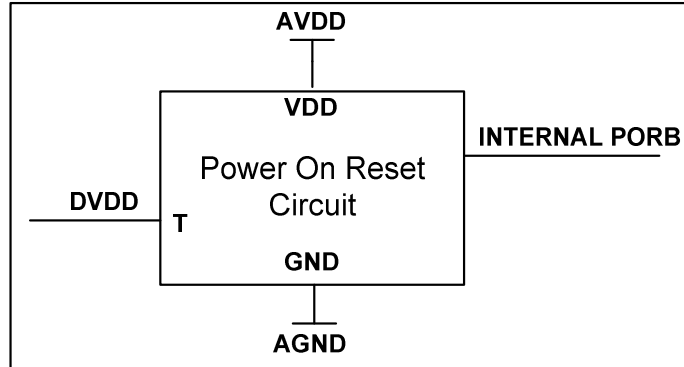 AVDD
VDD
INTERNAL PORB
Power On Reset
Circuit
DVDD
T
GND
AGND